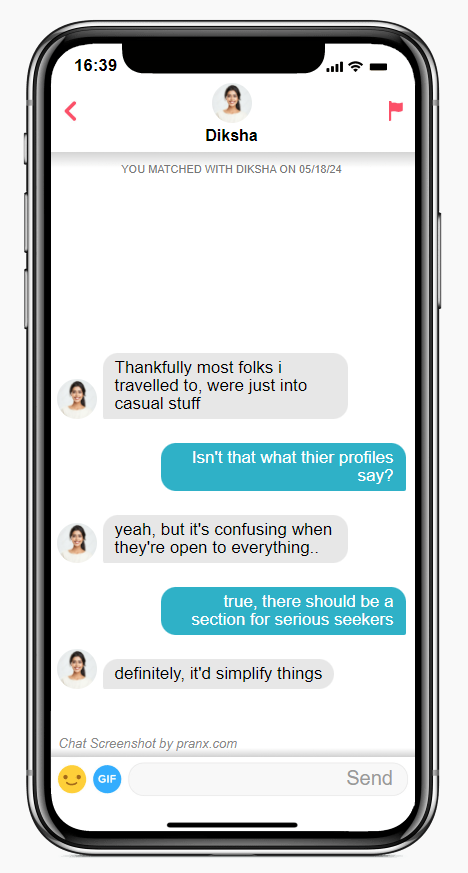 16:39
Diksha
YOU MATCHED WITH DIKSHA ON 05/18/24
Thankfully most folks i
travelled to, were just into
casual stuff
Isn't that what thier profiles
say?
yeah, but it's confusing when
they're open to everything..
true, there should be a
section for serious seekers
definitely, it'd simplify things
Chat Screenshot by pranx.com
GIF
Send